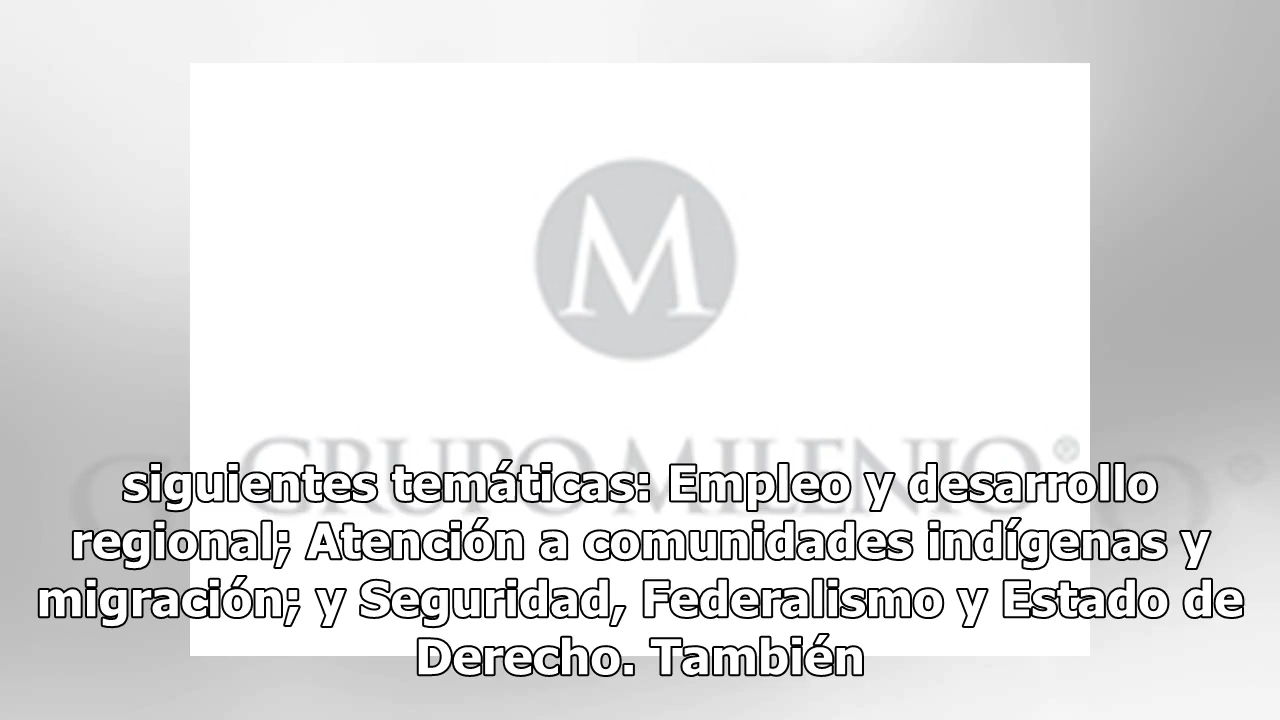 M
GRUPO MILENIO®
siguientes temáticas: Empleo y desarrollo
regional; Atención a comunidades indígenas y
migración; y Seguridad, Federalismo y Estado de
Derecho. También